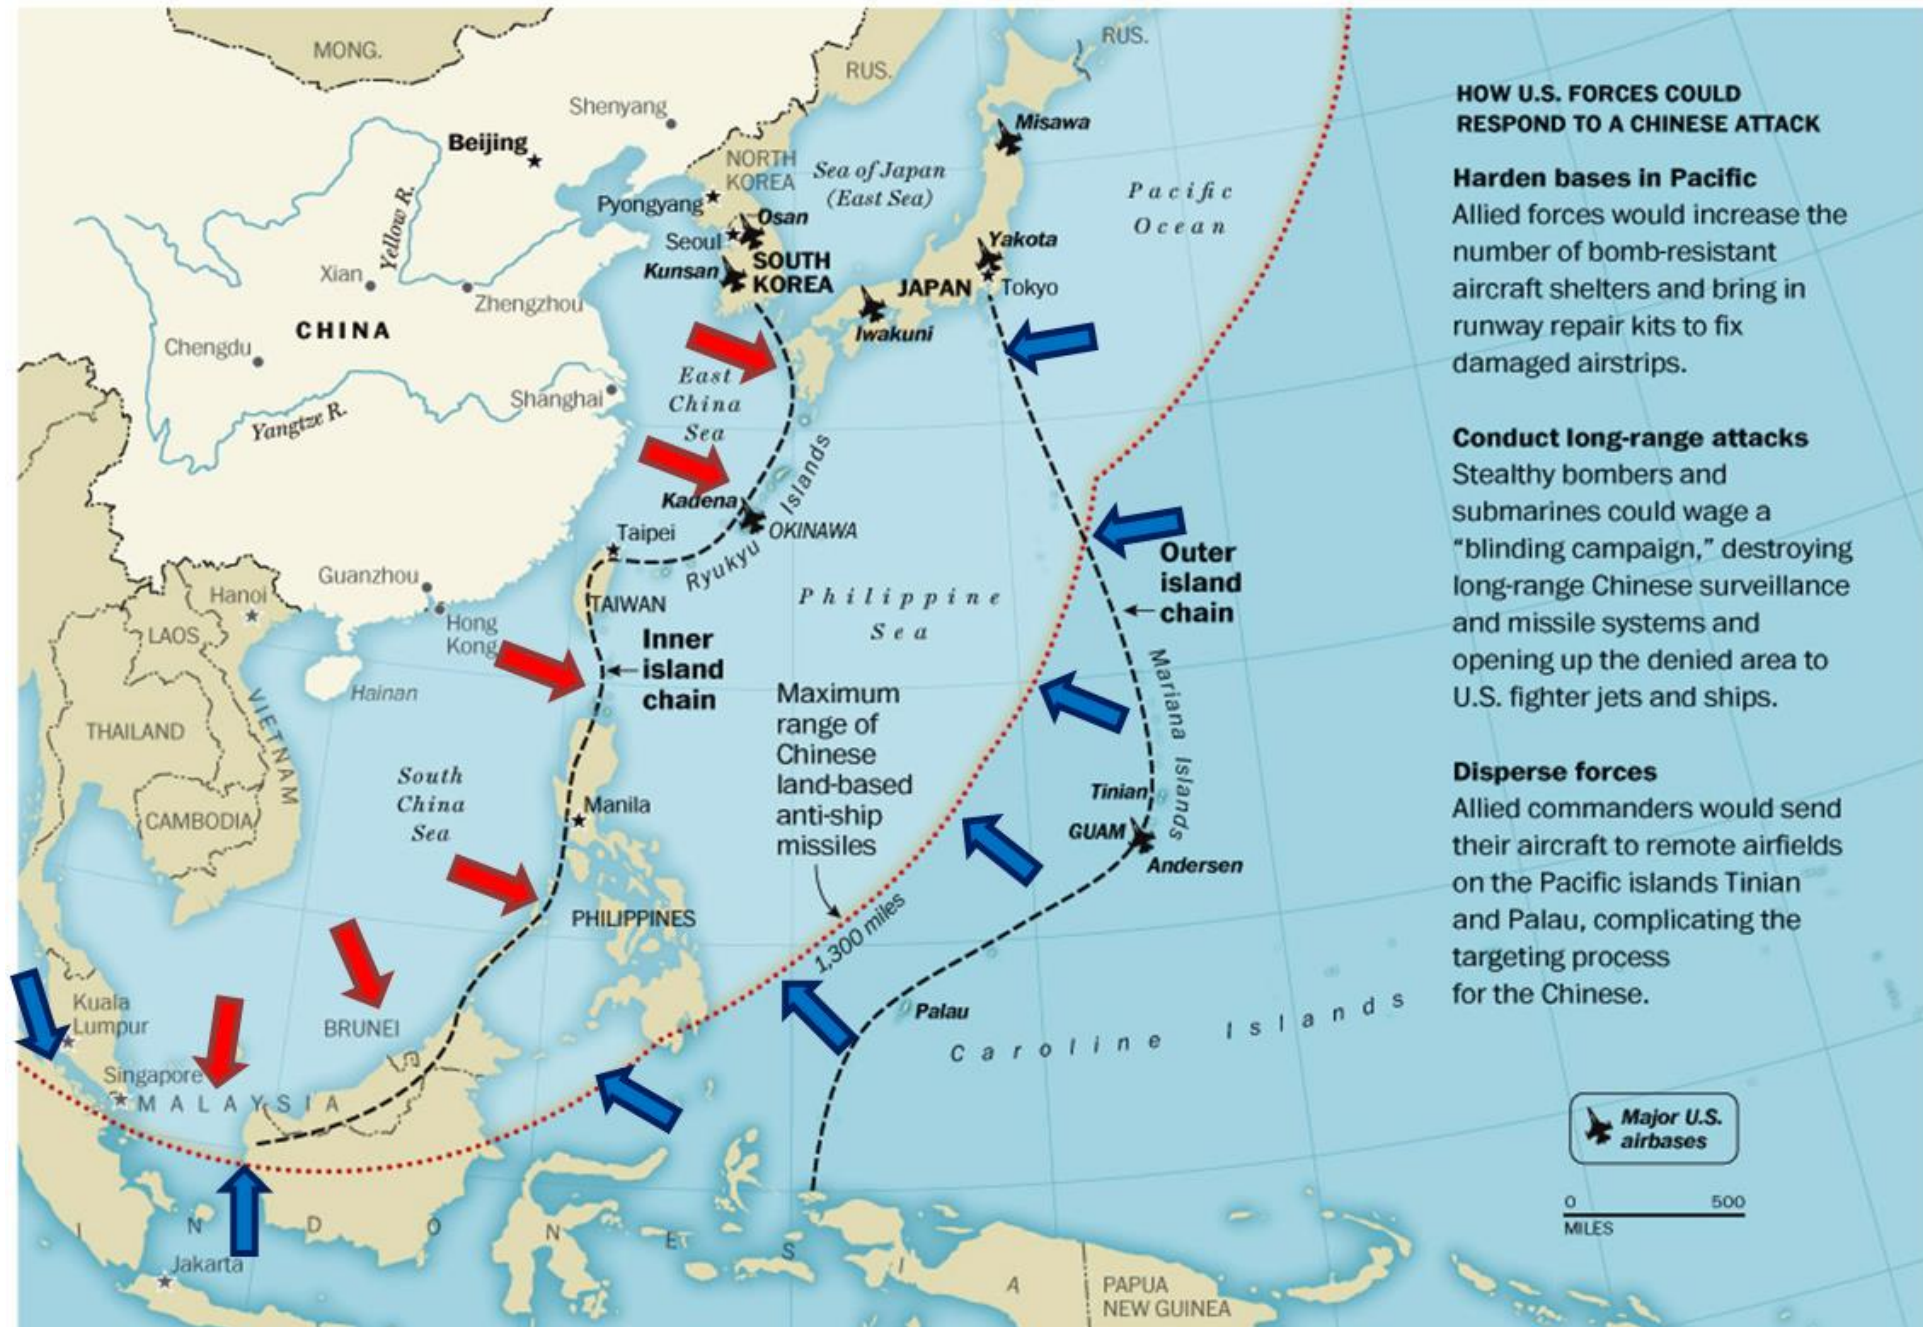 MONG.
RUS.
RUS.
Shenyang
Beijing
Misawa
NORTH
KOREA
Sea of Japan
(East Sea)
Pacific
Ocean
Pyongyang
Osan
Seoul
Yakota
Kunsan
SOUTH
KOREA
JAPAN
Tokyo
Yellow R.
Xian
Zhengzhou
CHINA
Iwakuni
Chengdu
Shanghai
East
China
Sea
Yangtze R.
Kadena
OKINAWA
Ryukyu Islands
Taipei
Outer
island
chain
Guanzhou
Hanoi
TAIWAN
Philippine
Sea
LAOS
Hong
Kong
Inner
island
chain
Hainan
VIETNAM
Maximum
range of
Chinese
land-based
anti-ship
missiles
Mariana Islands
THAILAND
South
China
Sea
Manila
Tinian
CAMBODIA
GUAM
Andersen
PHILIPPINES
1,300 miles
Kuala
Lumpur
BRUNEI
Palau
Caroline Islands
Singapore
MALAYSIA
INDONESIA
Jakarta
PAPUA
NEW GUINEA
HOW U.S. FORCES COULD
RESPOND TO A CHINESE ATTACK
Harden bases in Pacific
Allied forces would increase the
number of bomb-resistant
aircraft shelters and bring in
runway repair kits to fix
damaged airstrips.
Conduct long-range attacks
Stealthy bombers and
submarines could wage a
“blinding campaign,” destroying
long-range Chinese surveillance
and missile systems and
opening up the denied area to
U.S. fighter jets and ships.
Disperse forces
Allied commanders would send
their aircraft to remote airfields
on the Pacific islands Tinian
and Palau, complicating the
targeting process
for the Chinese.
Major U.S.
airbases
0 500
MILES